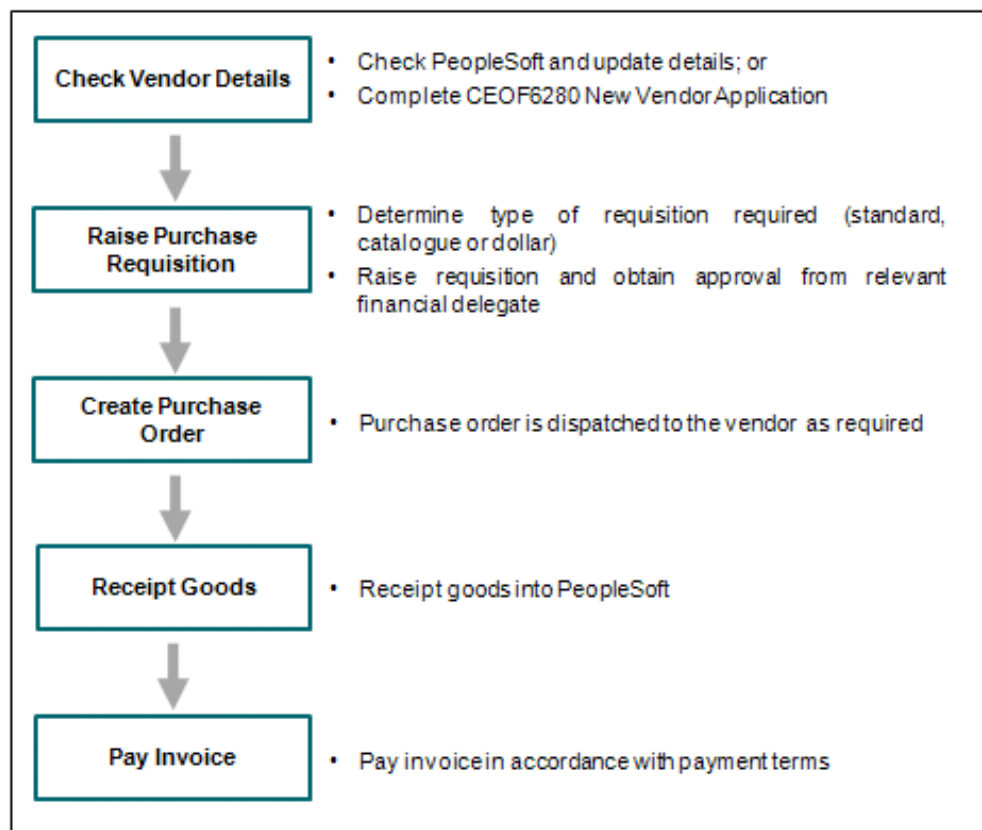 Check Vendor Details
• Check PeopleSoft and update details; or
• Complete CEOF6280 New Vendor Application
Raise Purchase
Requisition
• Determine type of requisition required (standard,
catalogue or dollar)
• Raise requisition and obtain approval from relevant
financial delegate
Create Purchase
Order
• Purchase order is dispatched to the vendor as required
Receipt Goods
• Receipt goods into PeopleSoft
Pay Invoice
• Pay invoice in accordance with payment terms